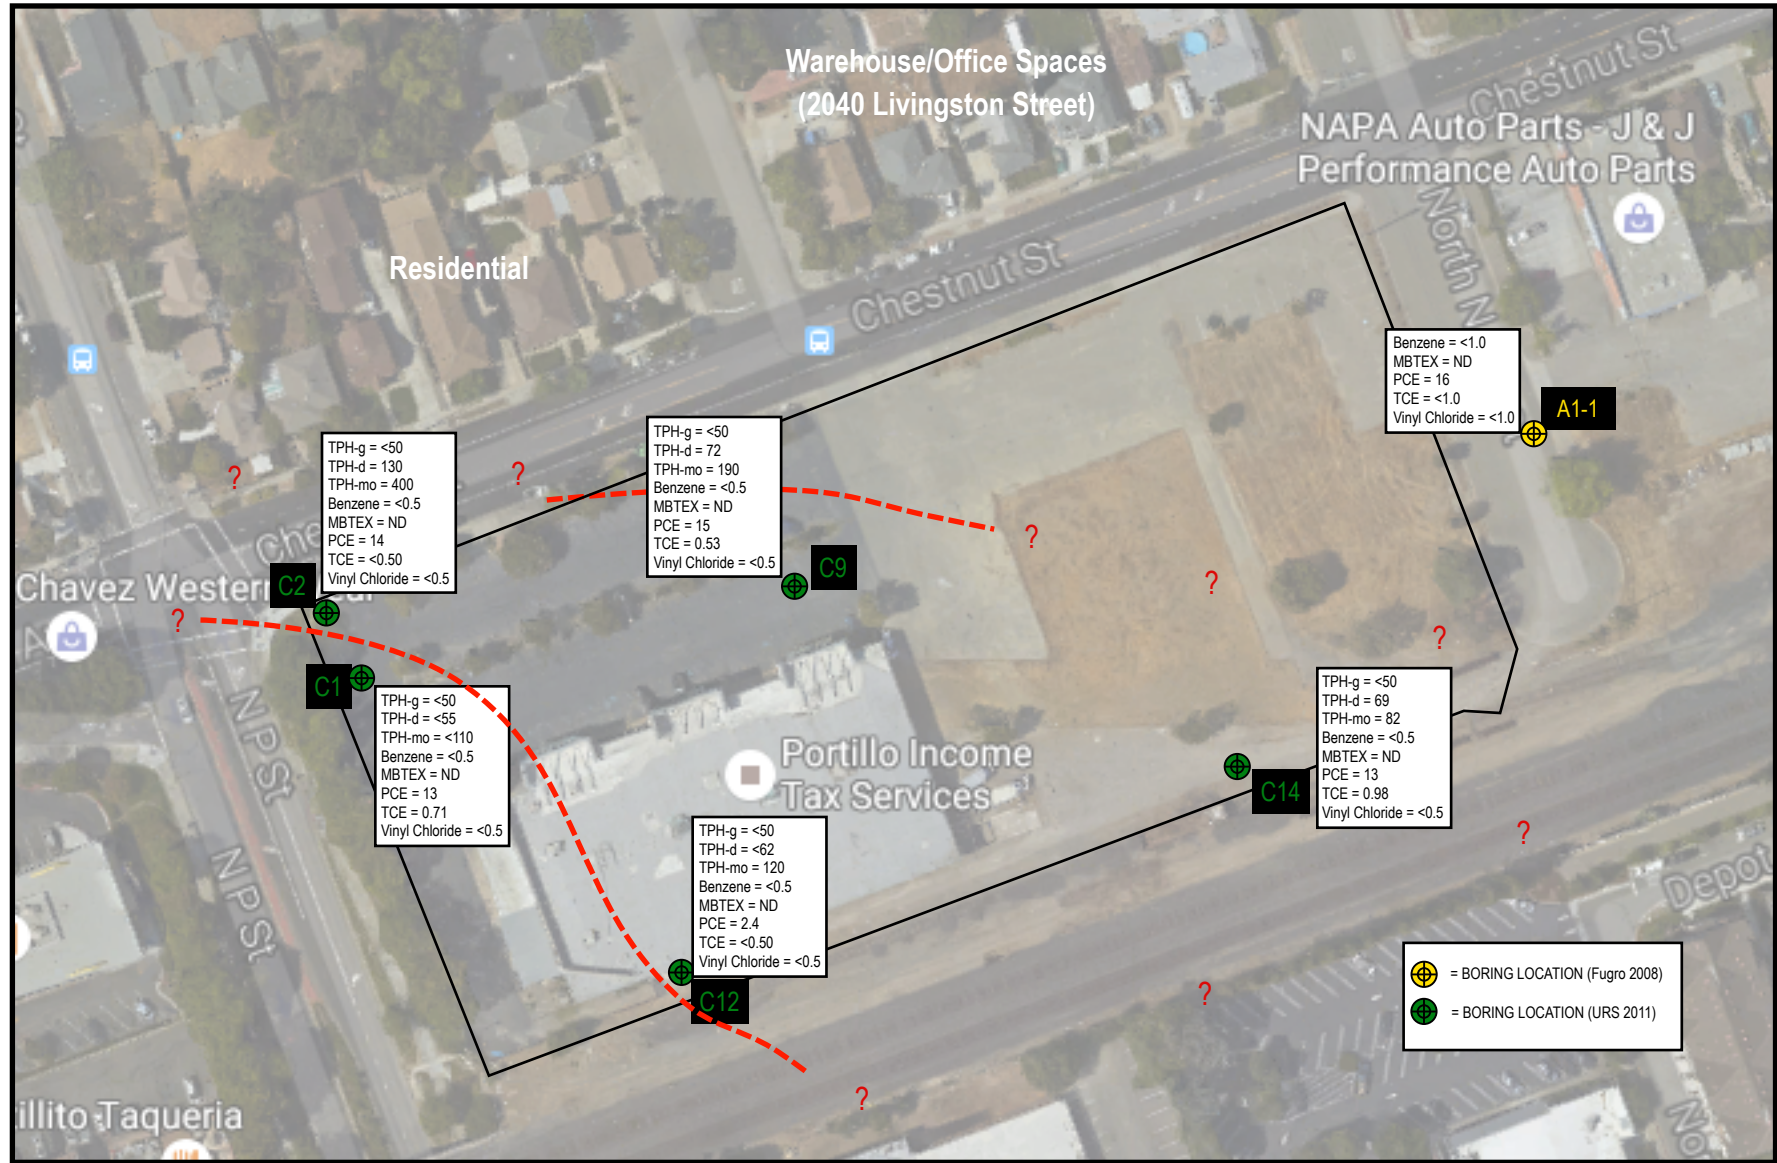 Warehouse/Office Spaces
(2040 Livingston Street)
Chestnut St
NAPA Auto Parts - J & J
Performance Auto Parts
North
Residential
Chestnut St
Benzene = <1.0
MBTEX = ND
PCE = 16
TCE = <1.0
Vinyl Chloride = <1.0
A1-1
TPH-g = <50
TPH-d = 130
TPH-mo = 400
Benzene = <0.5
MBTEX = ND
PCE = 14
TCE = <0.50
Vinyl Chloride = <0.5
TPH-g = <50
TPH-d = 72
TPH-mo = 190
Benzene = <0.5
MBTEX = ND
PCE = 15
TCE = 0.53
Vinyl Chloride = <0.5
?
?
?
?
?
?
?
?
?
Che
C2
C9
Chavez Western
C1
TPH-g = <50
TPH-d = <55
TPH-mo = <110
Benzene = <0.5
MBTEX = ND
PCE = 13
TCE = 0.71
Vinyl Chloride = <0.5
N P St
N P St
Portillo Income
Tax Services
TPH-g = <50
TPH-d = 69
TPH-mo = 82
Benzene = <0.5
MBTEX = ND
PCE = 13
TCE = 0.98
Vinyl Chloride = <0.5
C14
TPH-g = <50
TPH-d = <62
TPH-mo = 120
Benzene = <0.5
MBTEX = ND
PCE = 2.4
TCE = <0.50
Vinyl Chloride = <0.5
C12
Depot
= BORING LOCATION (Fugro 2008)
= BORING LOCATION (URS 2011)
illito Taqueria
No